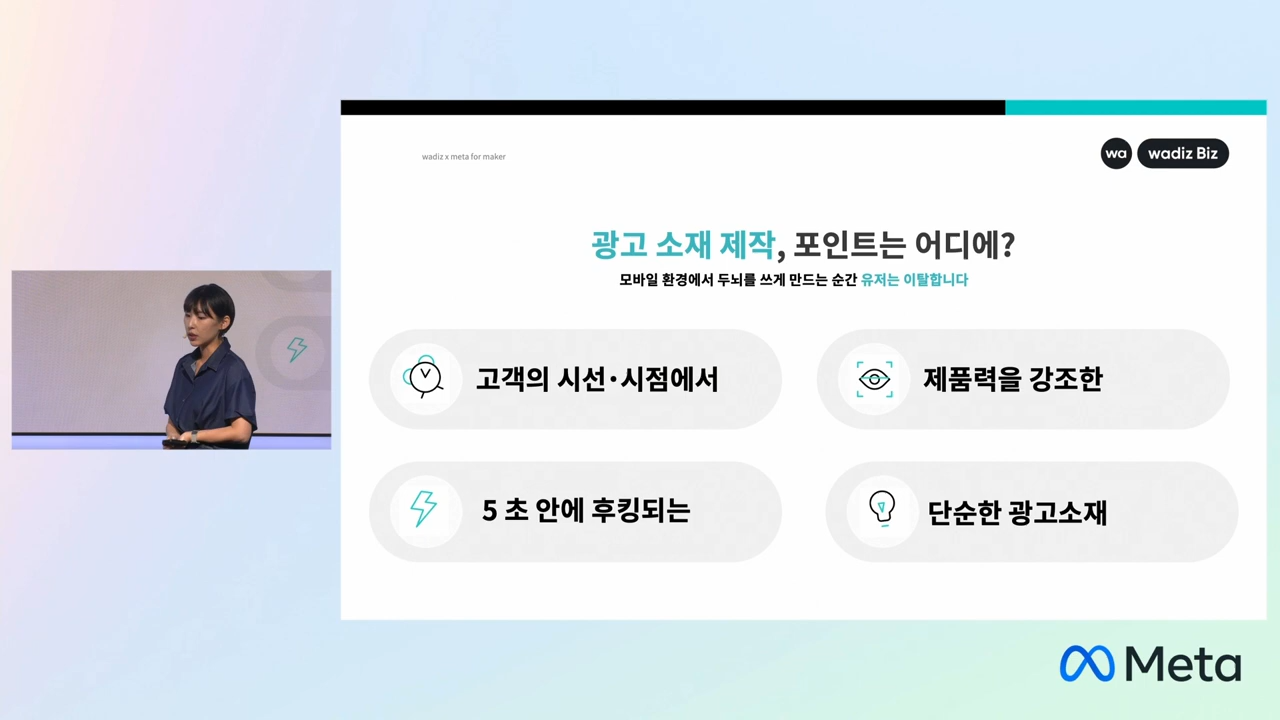 wadiz x meta for maker
wa wadiz Biz
광고 소재 제작, 포인트는 어디에?
모바일 환경에서 두뇌를 쓰게 만드는 순간 유저는 이탈합니다
고객의 시선·시점에서
제품력을 강조한
5 초 안에 후킹되는
단순한 광고소재
Meta